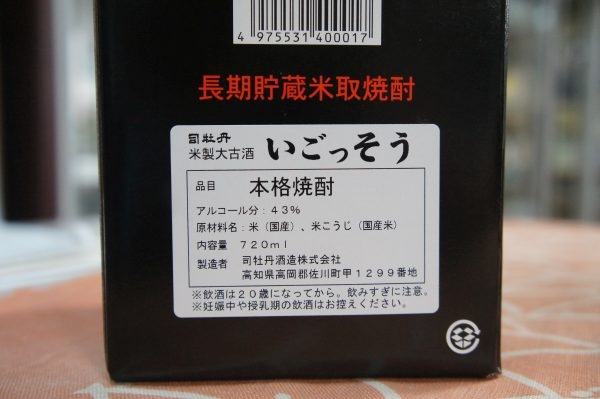 4 975531 400017
長期貯蔵米取焼酎
司牡丹
米製大古酒 いごっそう
品目 本格焼酎
アルコール分：43%
原材料名：米（国産）、米こうじ（国産米）
内容量 720ml
製造者 司牡丹酒造株式会社
高知県高岡郡佐川町甲1299番地
※飲酒は20歳になってから。飲みすぎに注意。
※妊娠中や授乳期の飲酒はお控えください。